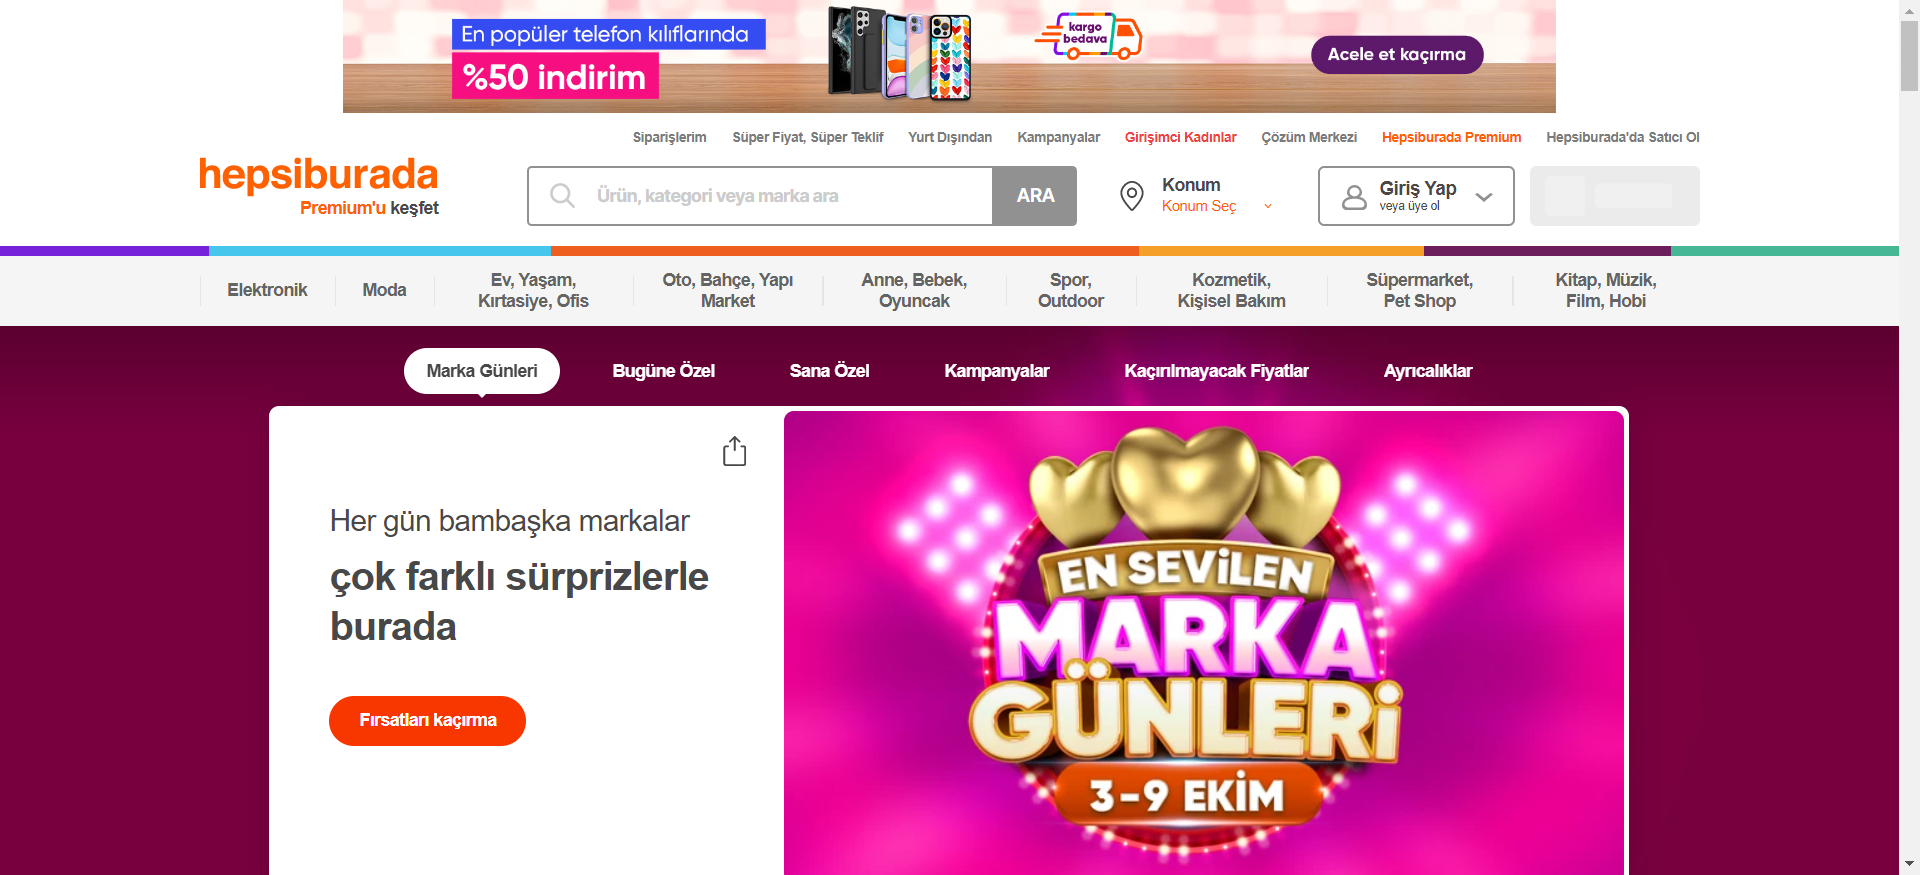 En popüler telefon kılıflarında
%50 indirim
kargo
bedava
Acele et kaçırma
Siparişlerim
Süper Fiyat, Süper Teklif
Yurt Dışından
Kampanyalar
Girişimci Kadınlar
Çözüm Merkezi
Hepsiburada Premium
Hepsiburada'da Satıcı Ol
hepsiburada
Premium'u keşfet
Ürün, kategori veya marka ara
ARA
Konum
Konum Seç
Giriş Yap
veya üye ol
Elektronik
Moda
Ev, Yaşam,
Kırtasiye, Ofis
Oto, Bahçe, Yapı
Market
Anne, Bebek,
Oyuncak
Spor,
Outdoor
Kozmetik,
Kişisel Bakım
Süpermarket,
Pet Shop
Kitap, Müzik,
Film, Hobi
Marka Günleri
Bugüne Özel
Sana Özel
Kampanyalar
Kaçırılmayacak Fiyatlar
Ayrıcalıklar
Her gün bambaşka markalar
çok farklı sürprizlerle
burada
Fırsatları kaçırma
EN SEVİLEN
MARKA
GÜNLERİ
3-9 EKİM